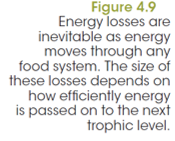 Figure 4.9
Energy losses are
inevitable as energy
moves through any
food system. The size of
these losses depends on
how efficiently energy
is passed on to the next
trophic level.